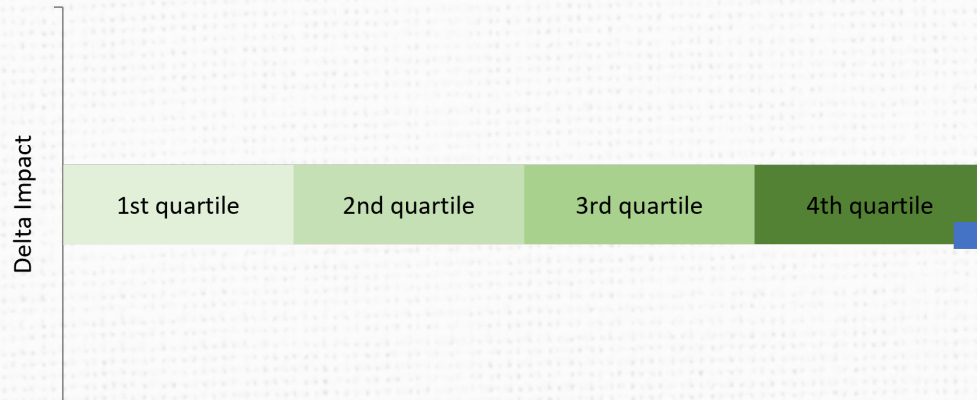 Delta Impact
1st quartile
2nd quartile
3rd quartile
4th quartile